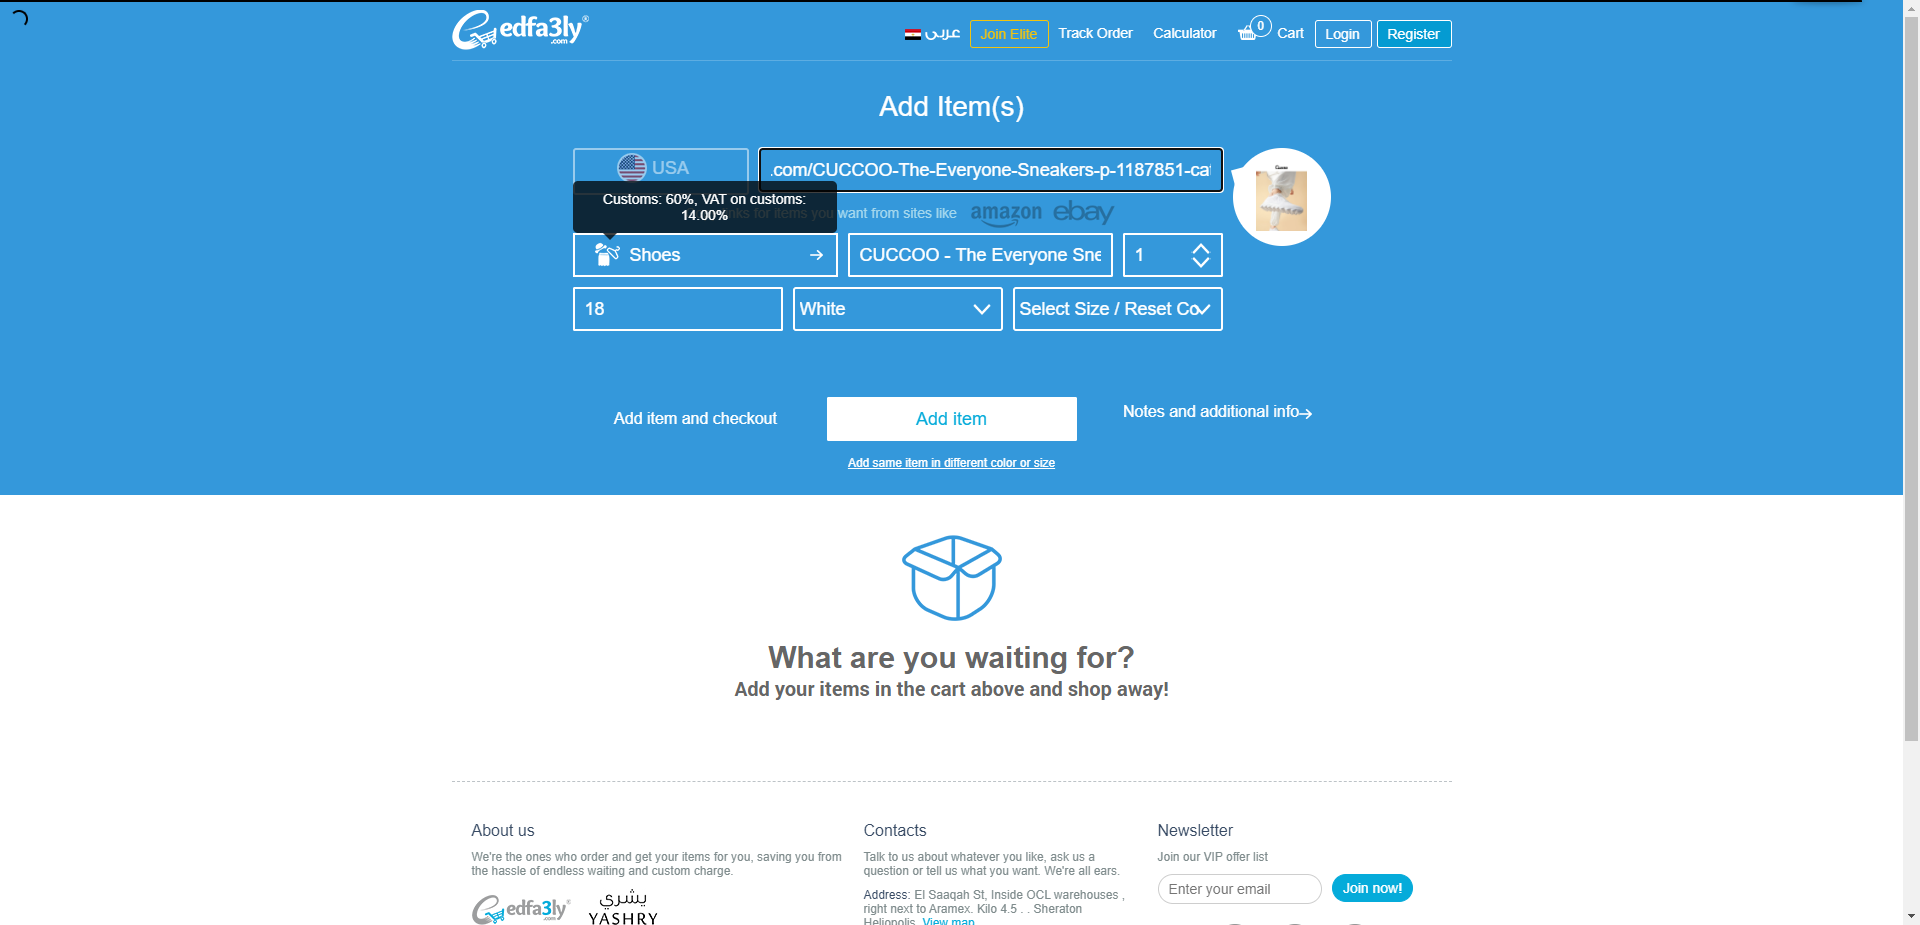 edfa3ly®
.com
عربى
Join Elite
Track Order
Calculator
0
Cart
Login
Register
Add Item(s)
USA
.com/CUCCOO-The-Everyone-Sneakers-p-1187851-cat
Customs: 60%, VAT on customs:
14.00%
nks for items you want from sites like
amazon
ebay
Shoes
CUCCOO - The Everyone Sne
1
18
White
Select Size / Reset Co
Add item and checkout
Add item
Notes and additional info
Add same item in different color or size
What are you waiting for?
Add your items in the cart above and shop away!
About us
We're the ones who order and get your items for you, saving you from
the hassle of endless waiting and custom charge.
edfa3ly®
.com
يشري
YASHRY
Contacts
Talk to us about whatever you like, ask us a
question or tell us what you want. We're all ears.
Address: El Saaqah St, Inside OCL warehouses ,
right next to Aramex. Kilo 4.5 . . Sheraton
Heliopolis. View map
Newsletter
Join our VIP offer list
Enter your email
Join now!